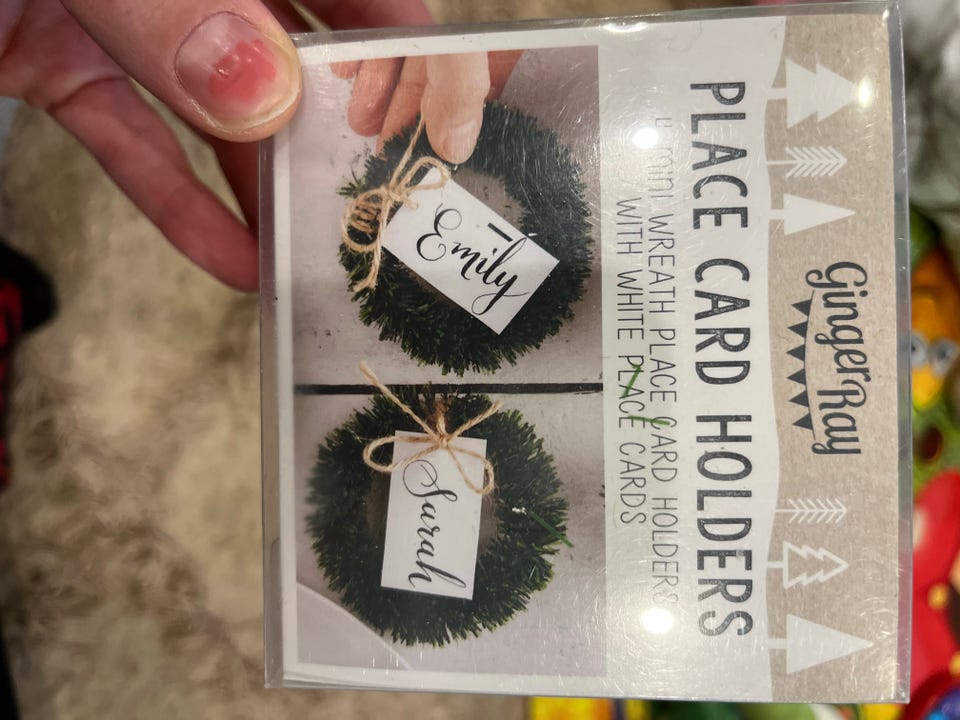 Ginger Ray
PLACE CARD HOLDERS
MINI WREATH PLACE CARD HOLDERS
WITH WHITE PLACE CARDS
Emily
Sarah